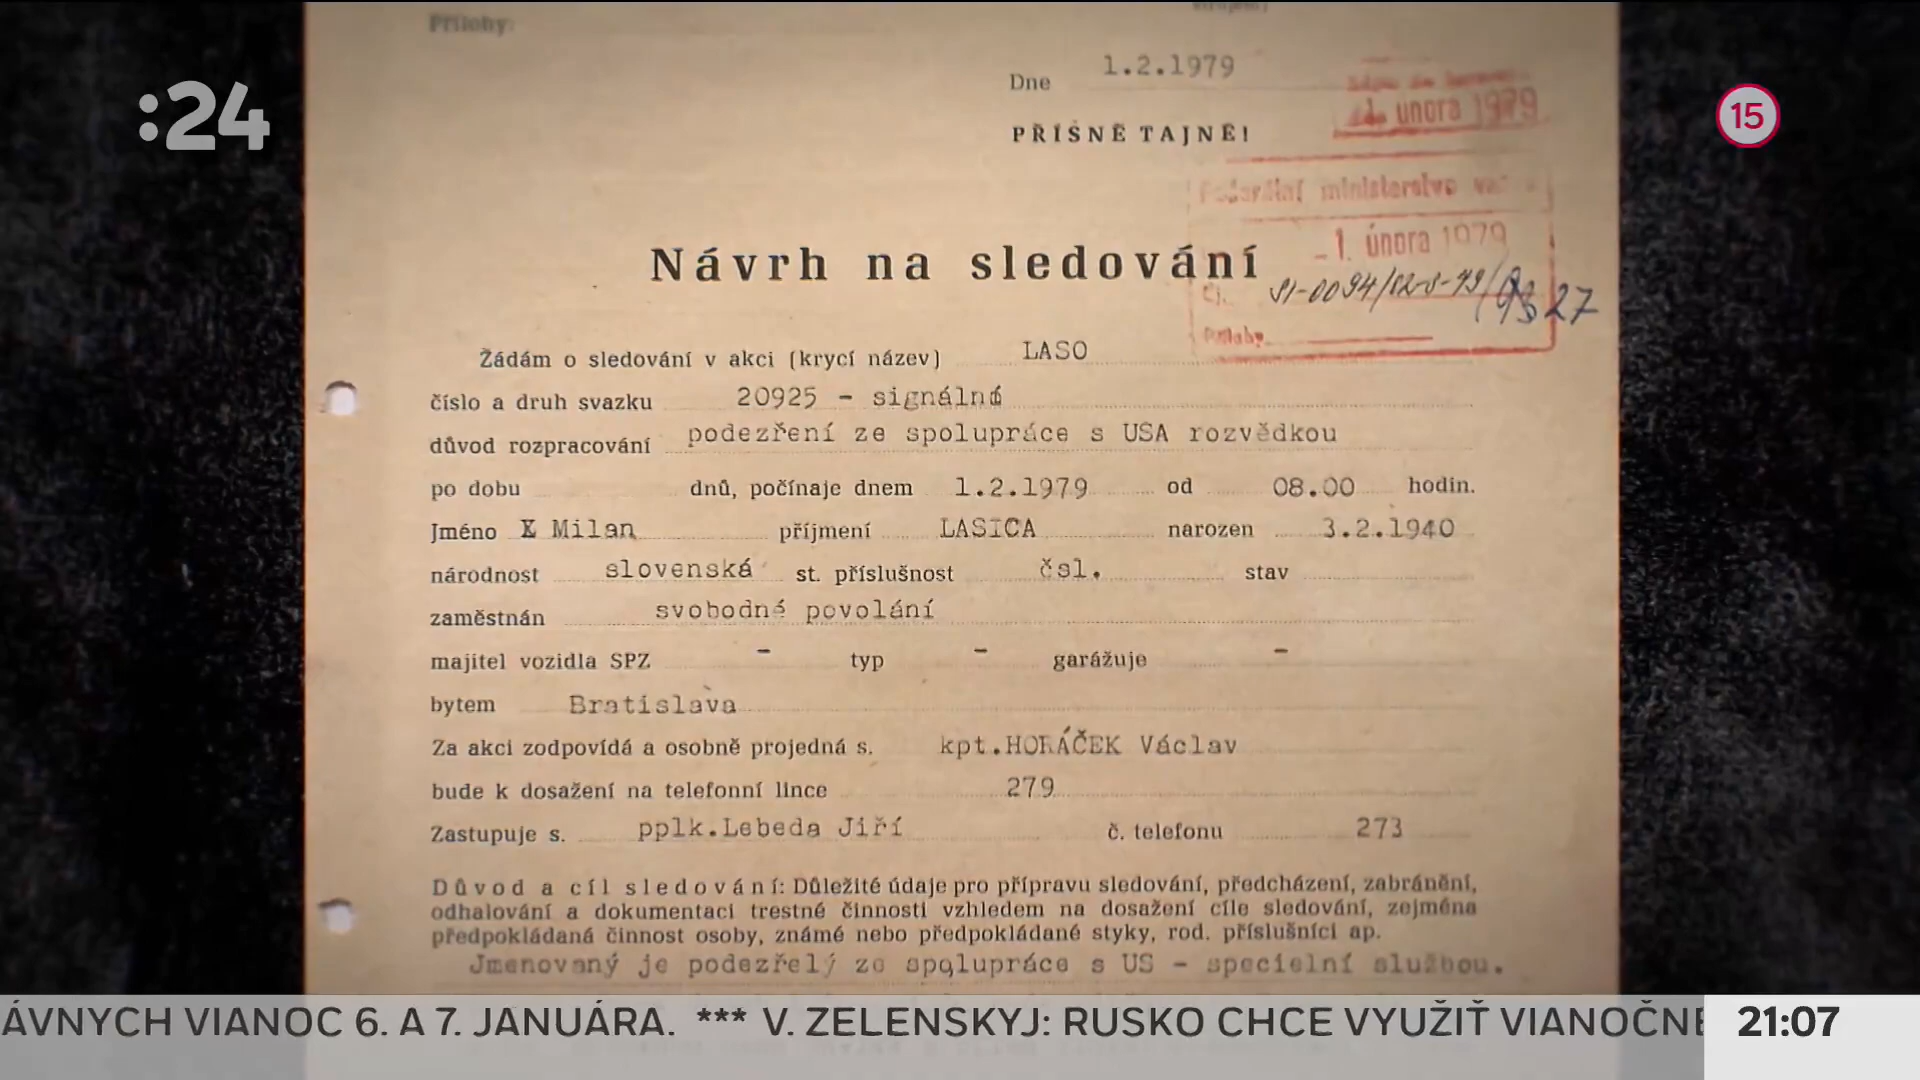 Přílohy:
:24
15
Dne 1.2.1979
února 1979
PŘÍSNĚ TAJNÉ!
Federální ministerstvo
-1. února 1979
Návrh na sledování
Čj.
Přílohy
Žádám o sledování v akci (krycí název) LASO
číslo a druh svazku 20925 - signální
důvod rozpracování podezření ze spolupráce s USA rozvědkou
po dobu dnů, počínaje dnem 1.2.1979 od 08.00 hodin.
Jméno Milan příjmení LASICA narozen 3.2.1940
národnost slovenská st. příslušnost čsl. stav
zaměstnán svobodné povolání
majitel vozidla SPZ - typ - garážuje -
bytem Bratislava
Za akci zodpovídá a osobně projedná s. kpt.HORÁČEK Václav
bude k dosažení na telefonní lince 279
Zastupuje s. pplk.Lebeda Jiří č. telefonu 273
Důvod a cíl sledování: Důležité údaje pro přípravu sledování, předcházení, zabránění,
odhalování a dokumentaci trestné činnosti vzhledem na dosažení cíle sledování, zejména
předpokládaná činnost osoby, známé nebo předpokládané styky, rod. příslušníci ap.
Jmenovaný je podezřelý ze spolupráce s US - specielní službou.
ÁVNYCH VIANOC 6. A 7. JANUÁRA. *** V. ZELENSKYJ: RUSKO CHCE VYUŽIŤ VIANOČNÉ
21:07